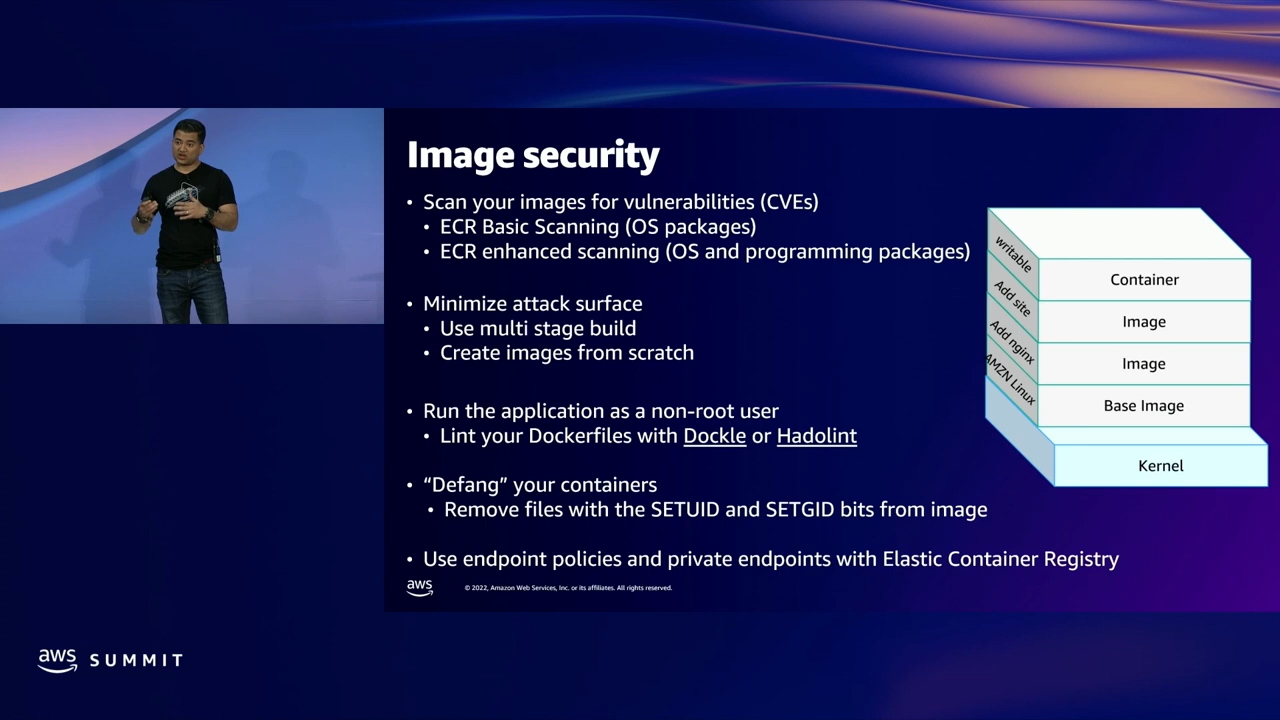 Image security
• Scan your images for vulnerabilities (CVEs)
• ECR Basic Scanning (OS packages)
• ECR enhanced scanning (OS and programming packages)
• Minimize attack surface
• Use multi stage build
• Create images from scratch
• Run the application as a non-root user
• Lint your Dockerfiles with Dockle or Hadolint
• “Defang” your containers
• Remove files with the SETUID and SETGID bits from image
• Use endpoint policies and private endpoints with Elastic Container Registry
writable
Container
Add site
Image
Add nginx
Image
AMZN Linux
Base Image
Kernel
aws
© 2022, Amazon Web Services, Inc. or its affiliates. All rights reserved.
aws SUMMIT